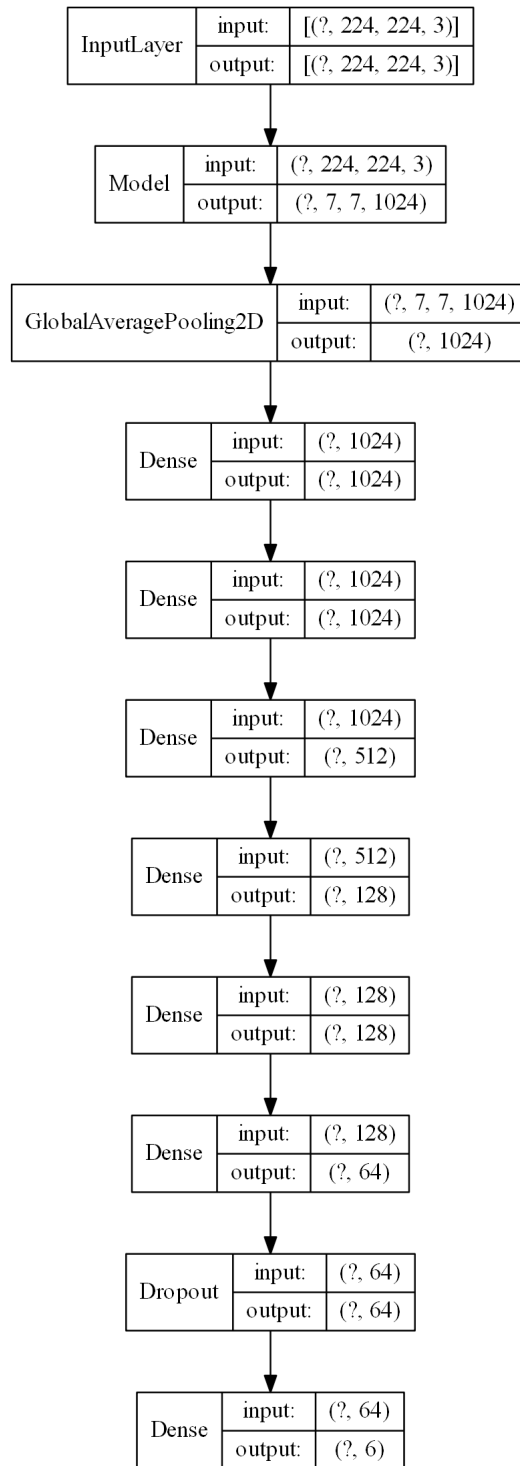 InputLayer input: [(?, 224, 224, 3)]
output: [(?, 224, 224, 3)]
Model input: (?, 224, 224, 3)
output: (?, 7, 7, 1024)
GlobalAveragePooling2D input: (?, 7, 7, 1024)
output: (?, 1024)
Dense input: (?, 1024)
output: (?, 1024)
Dense input: (?, 1024)
output: (?, 1024)
Dense input: (?, 1024)
output: (?, 512)
Dense input: (?, 512)
output: (?, 128)
Dense input: (?, 128)
output: (?, 128)
Dense input: (?, 128)
output: (?, 64)
Dropout input: (?, 64)
output: (?, 64)
Dense input: (?, 64)
output: (?, 6)